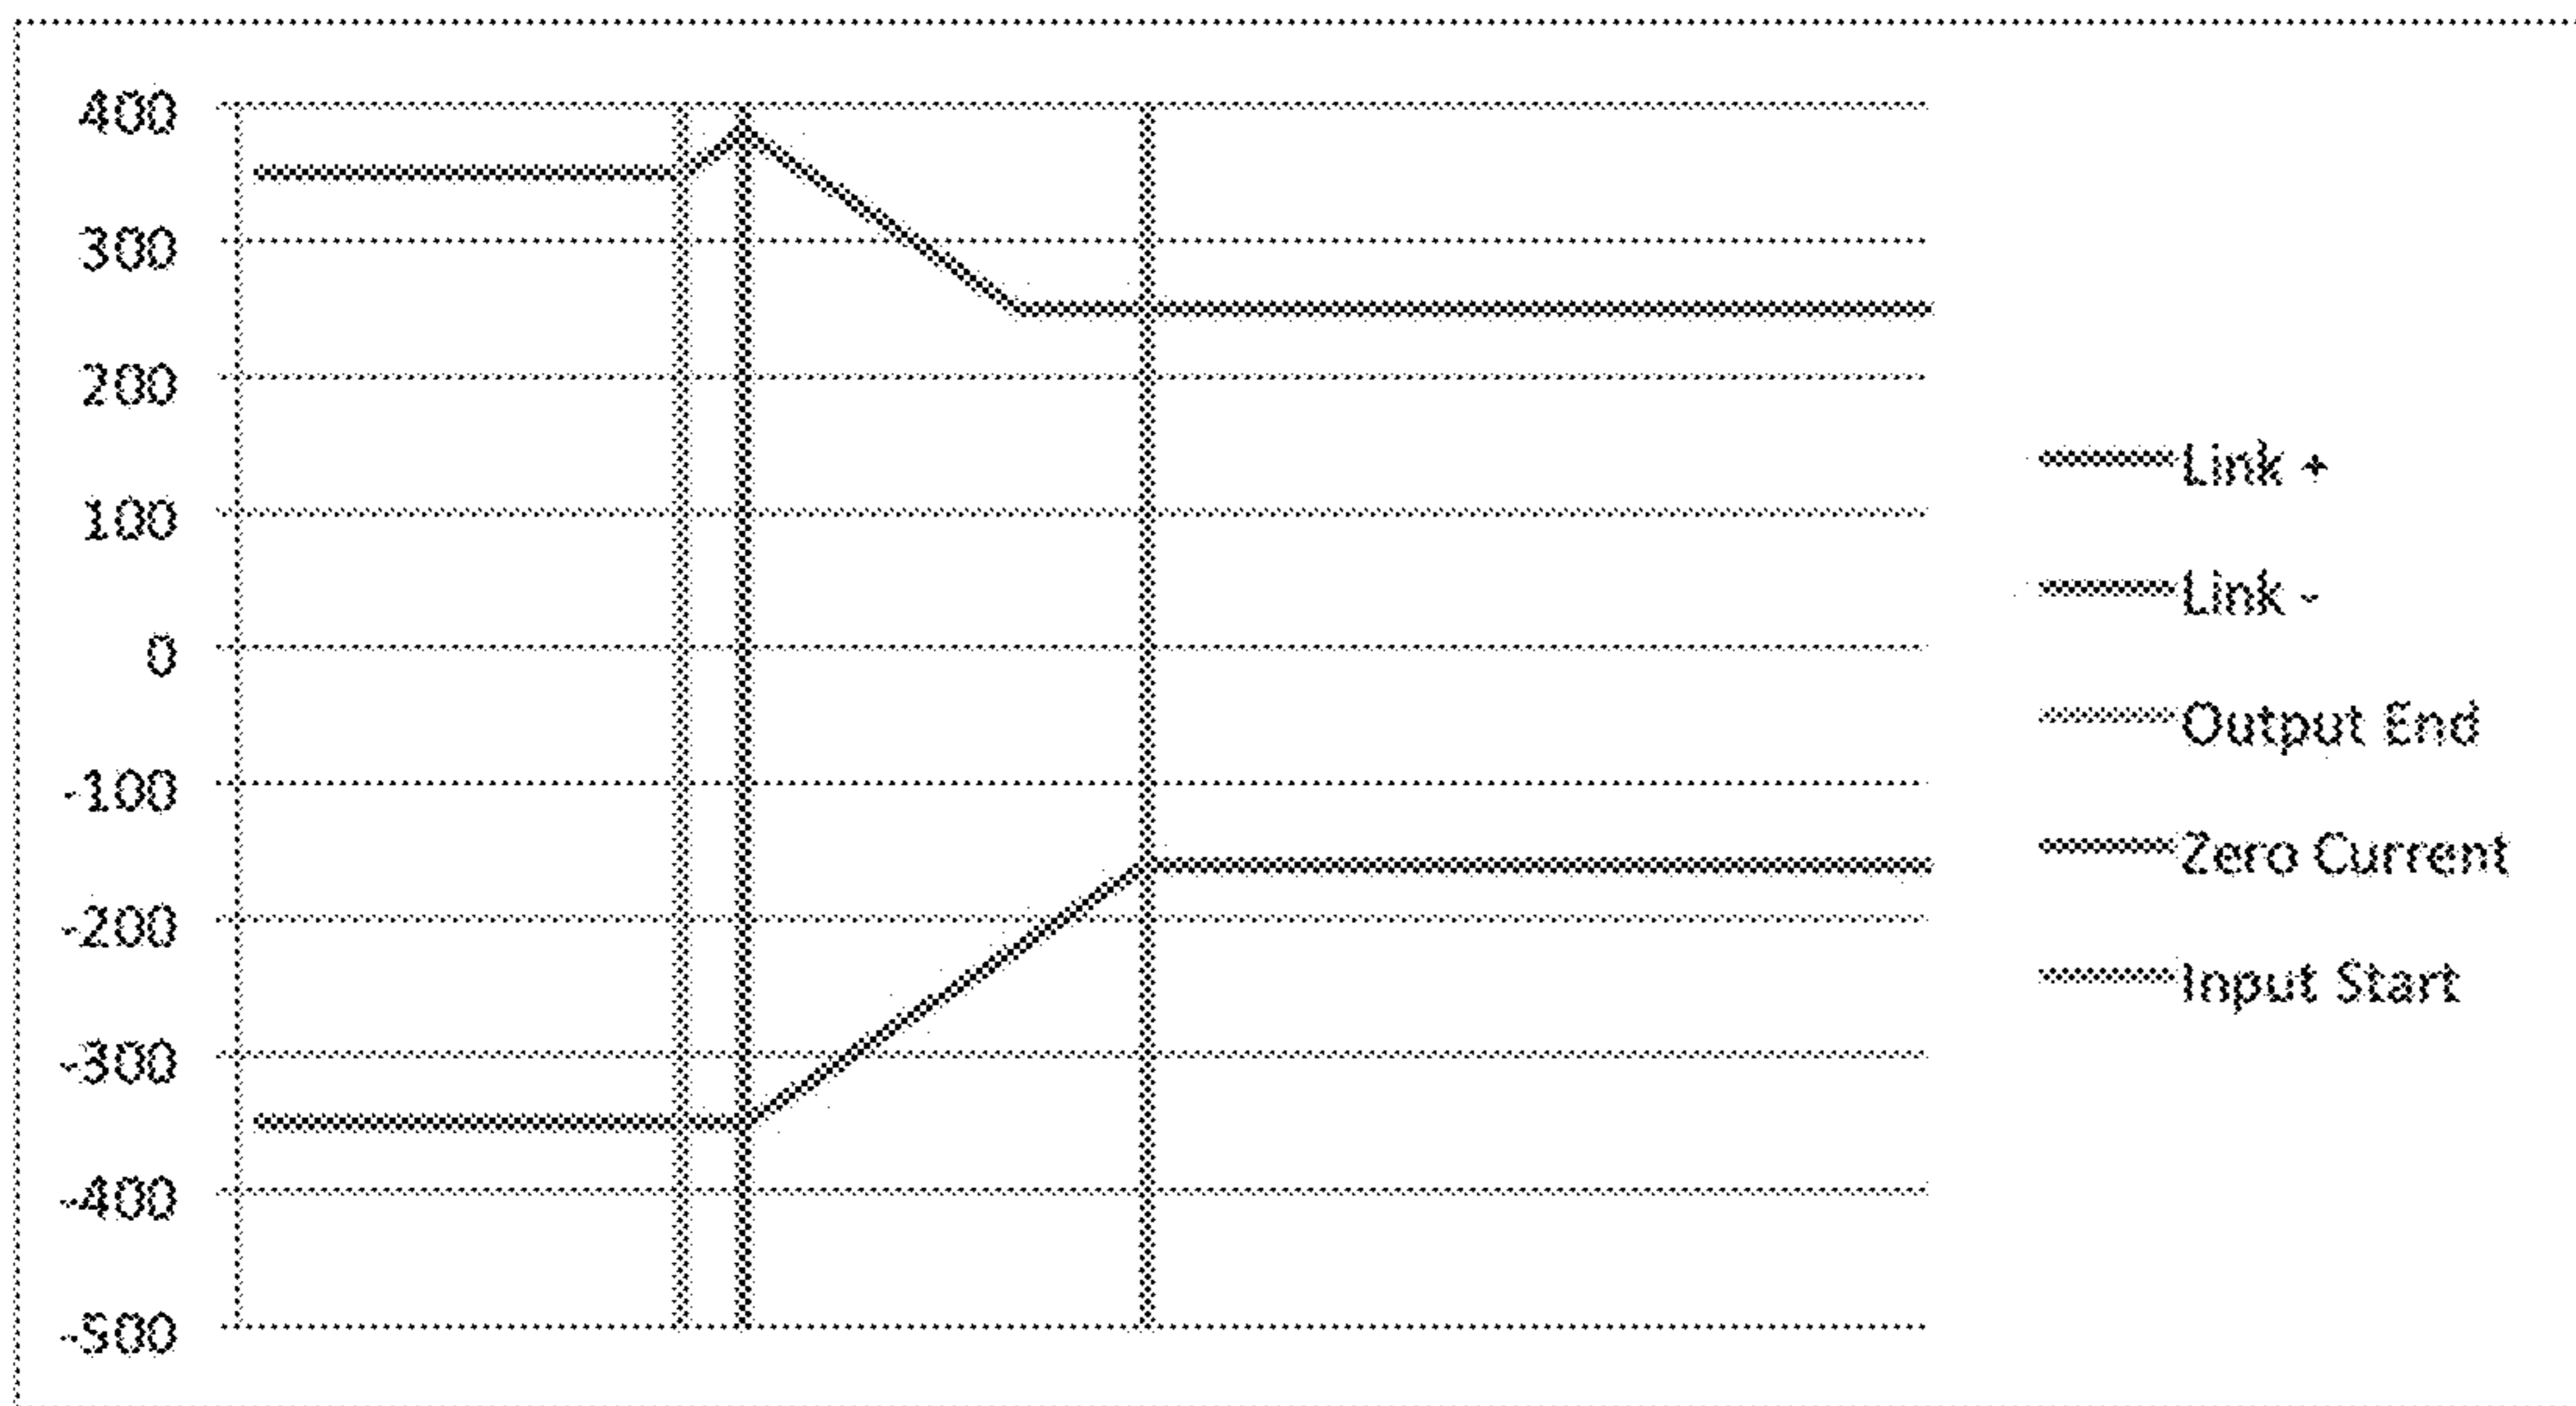 400
300
200
100
0
-100
-200
-300
-400
-500
Link +
Link -
Output End
Zero Current
Input Start